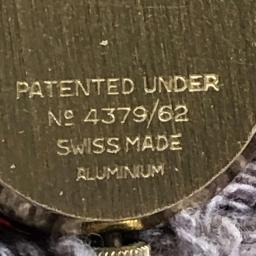 PATENTED UNDER
Nº 4379/62
SWISS MADE
ALUMINIUM